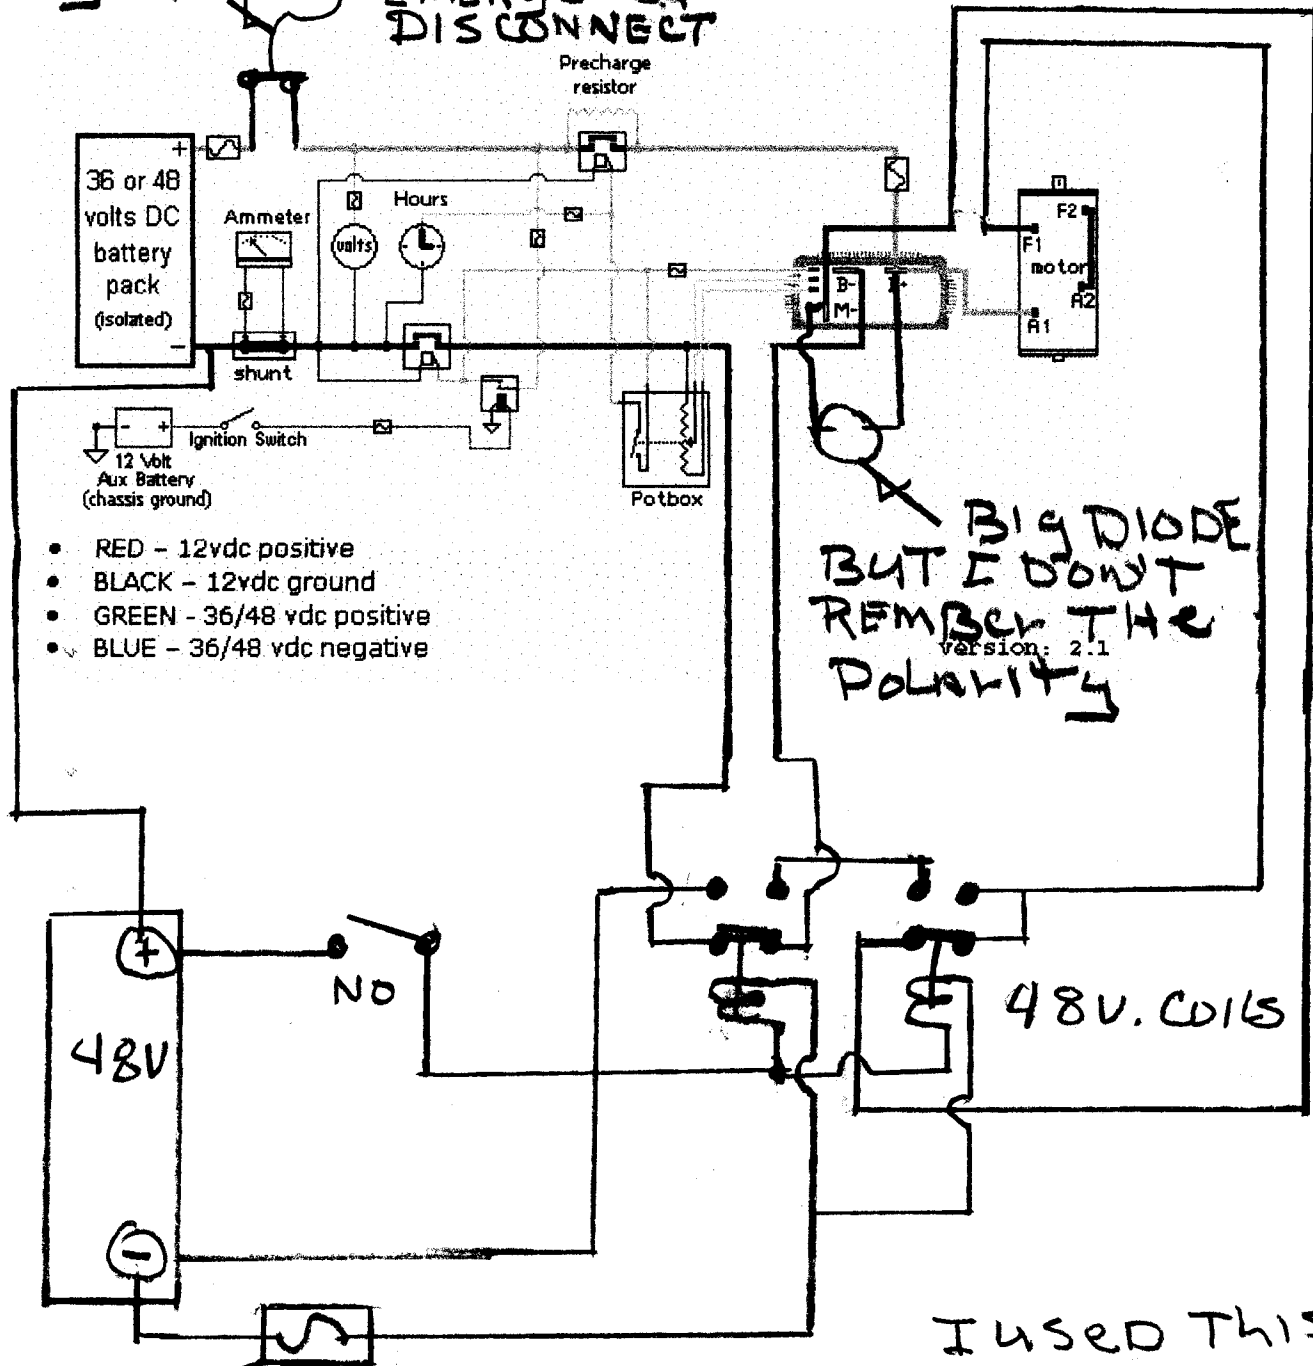 DISCONNECT
Precharge
resistor
+
36 or 48
volts DC
battery
pack
(isolated)
−
Ammeter
volts
Hours
shunt
F2
F1
motor
A2
A1
B-
B+
M-
- +
Ignition Switch
12 Volt
Aux Battery
(chassis ground)
Potbox
• RED – 12vdc positive
• BLACK – 12vdc ground
• GREEN - 36/48 vdc positive
• BLUE – 36/48 vdc negative
BIG DIODE
BUT I DON'T
REMBER THE
version: 2.1
POLARITY
+
NO
48V
48V. COILS
−
I USED THIS